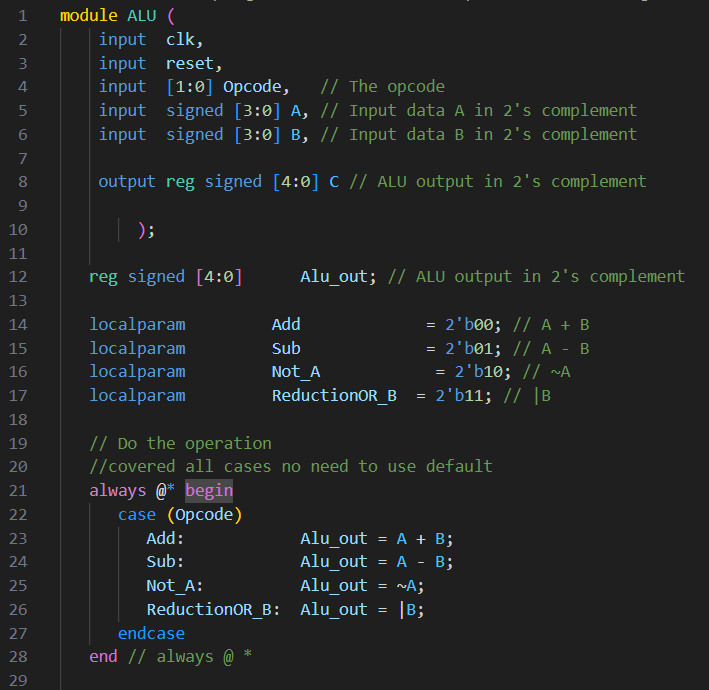 1 module ALU (
2 input clk,
3 input reset,
4 input [1:0] Opcode, // The opcode
5 input signed [3:0] A, // Input data A in 2's complement
6 input signed [3:0] B, // Input data B in 2's complement
7
8 output reg signed [4:0] C // ALU output in 2's complement
9
10 );
11
12 reg signed [4:0] Alu_out; // ALU output in 2's complement
13
14 localparam Add = 2'b00; // A + B
15 localparam Sub = 2'b01; // A - B
16 localparam Not_A = 2'b10; // ~A
17 localparam ReductionOR_B = 2'b11; // |B
18
19 // Do the operation
20 //covered all cases no need to use default
21 always @* begin
22 case (Opcode)
23 Add: Alu_out = A + B;
24 Sub: Alu_out = A - B;
25 Not_A: Alu_out = ~A;
26 ReductionOR_B: Alu_out = |B;
27 endcase
28 end // always @ *
29